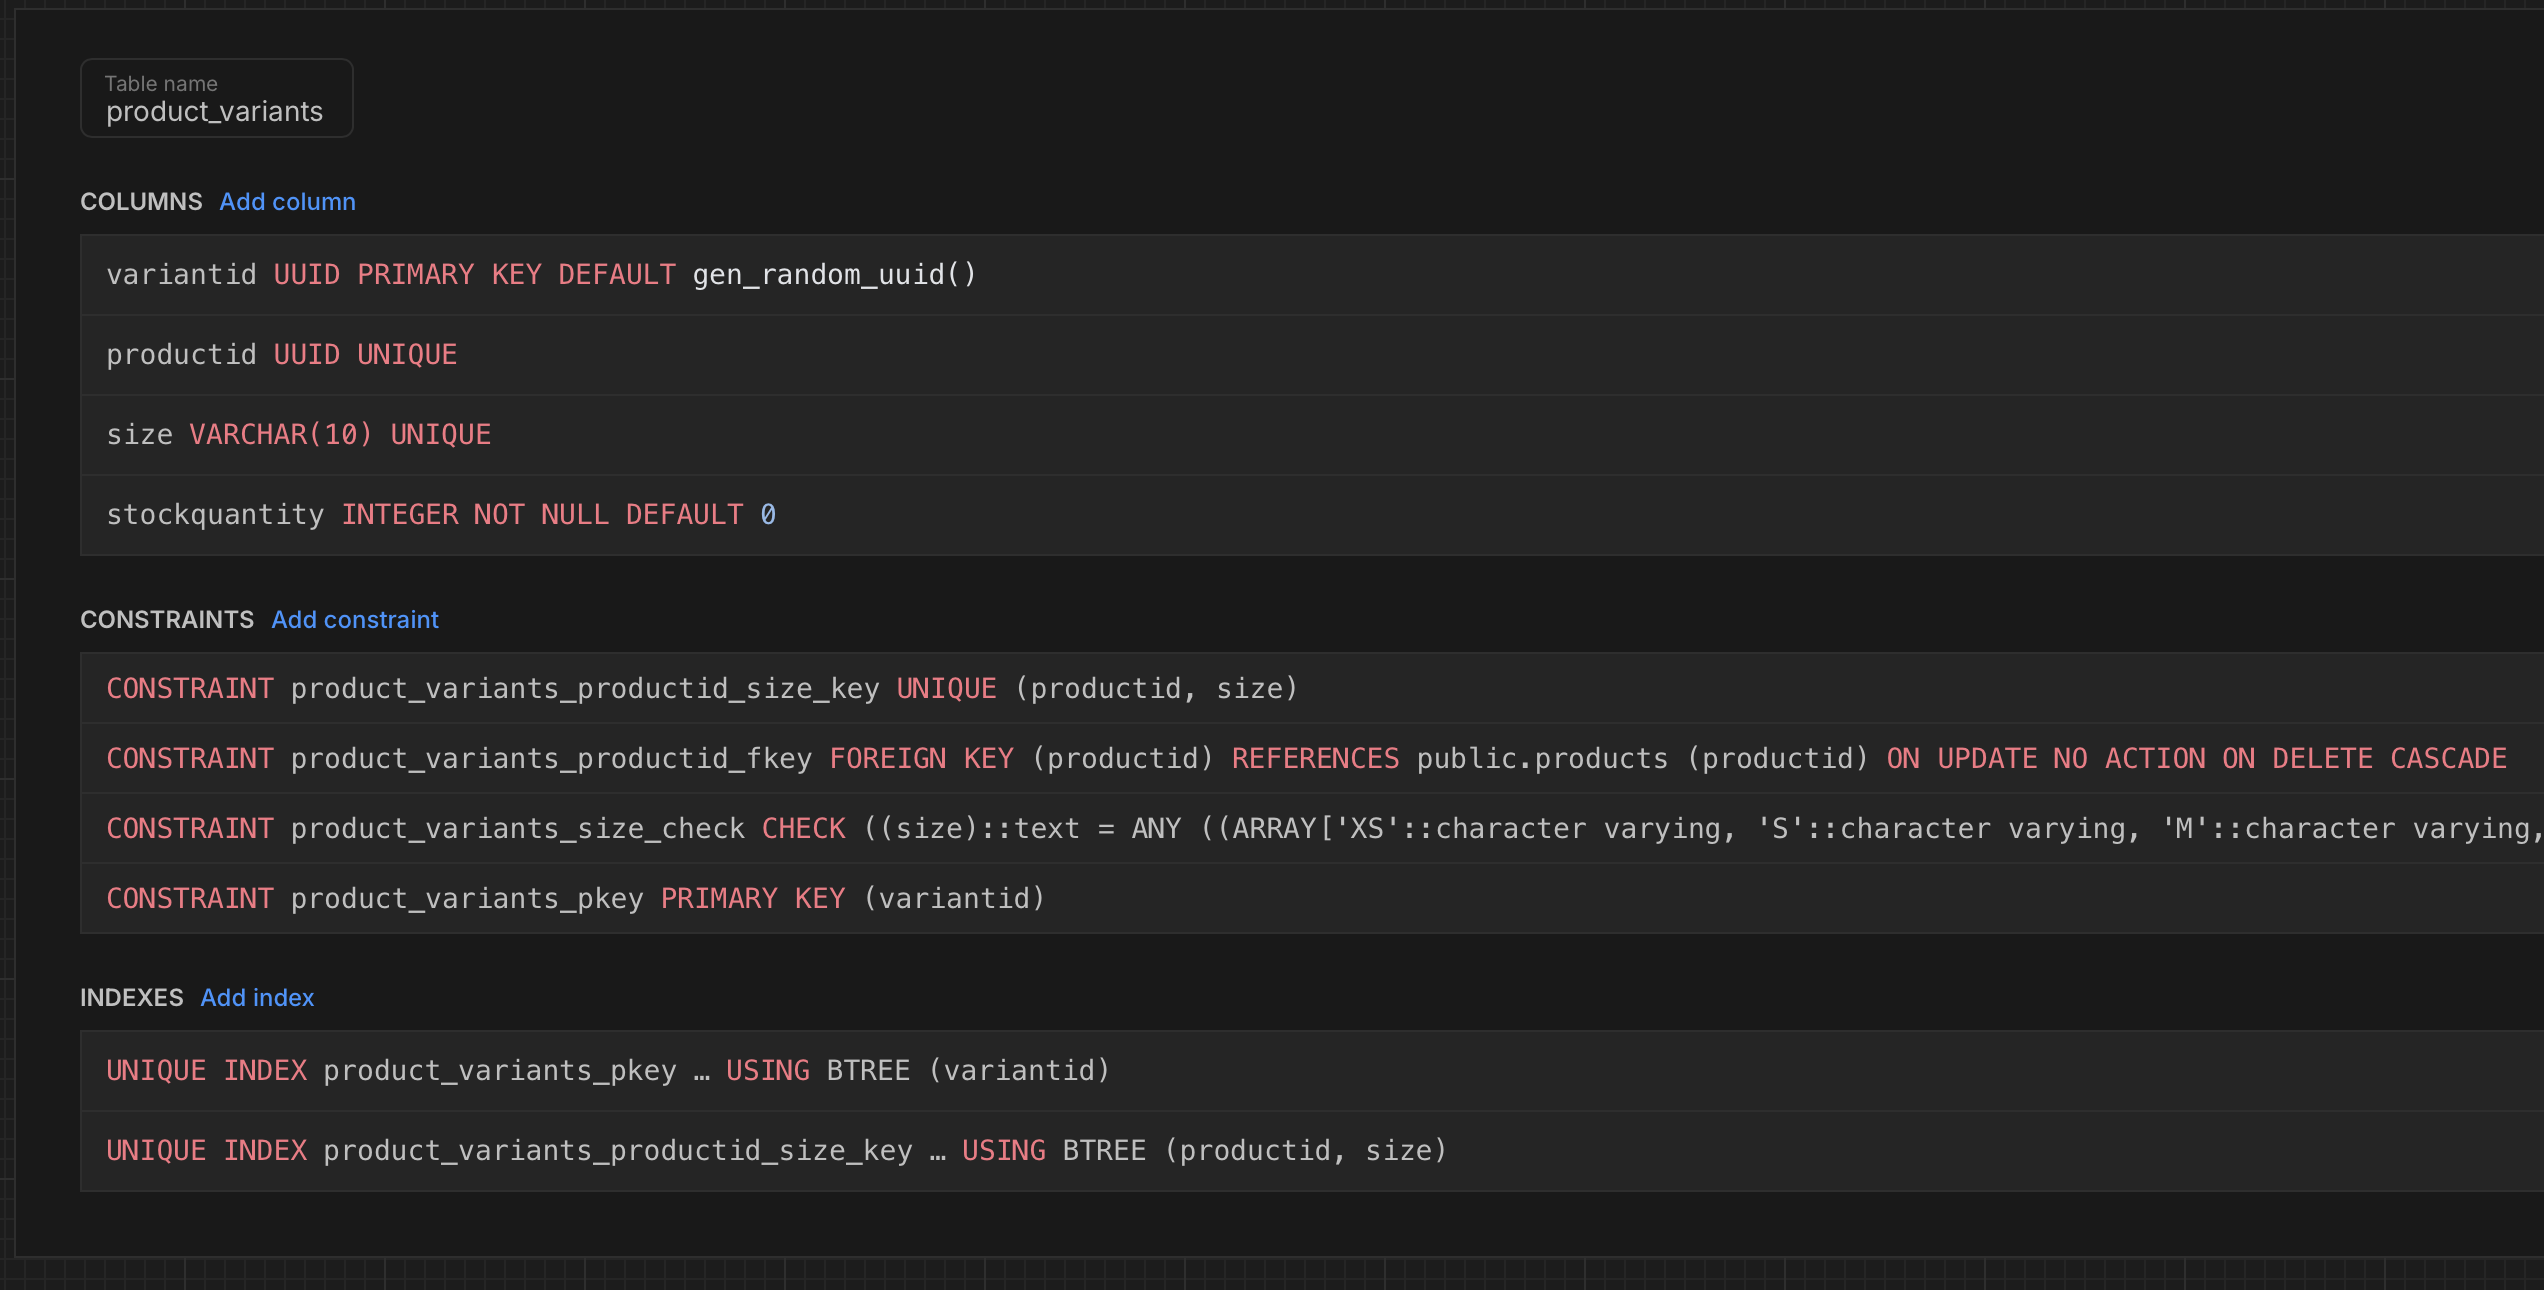 Table name
product_variants
COLUMNS Add column
variantid UUID PRIMARY KEY DEFAULT gen_random_uuid()
productid UUID UNIQUE
size VARCHAR(10) UNIQUE
stockquantity INTEGER NOT NULL DEFAULT 0
CONSTRAINTS Add constraint
CONSTRAINT product_variants_productid_size_key UNIQUE (productid, size)
CONSTRAINT product_variants_productid_fkey FOREIGN KEY (productid) REFERENCES public.products (productid) ON UPDATE NO ACTION ON DELETE CASCADE
CONSTRAINT product_variants_size_check CHECK ((size)::text = ANY ((ARRAY['XS'::character varying, 'S'::character varying, 'M'::character varying,
CONSTRAINT product_variants_pkey PRIMARY KEY (variantid)
INDEXES Add index
UNIQUE INDEX product_variants_pkey … USING BTREE (variantid)
UNIQUE INDEX product_variants_productid_size_key … USING BTREE (productid, size)